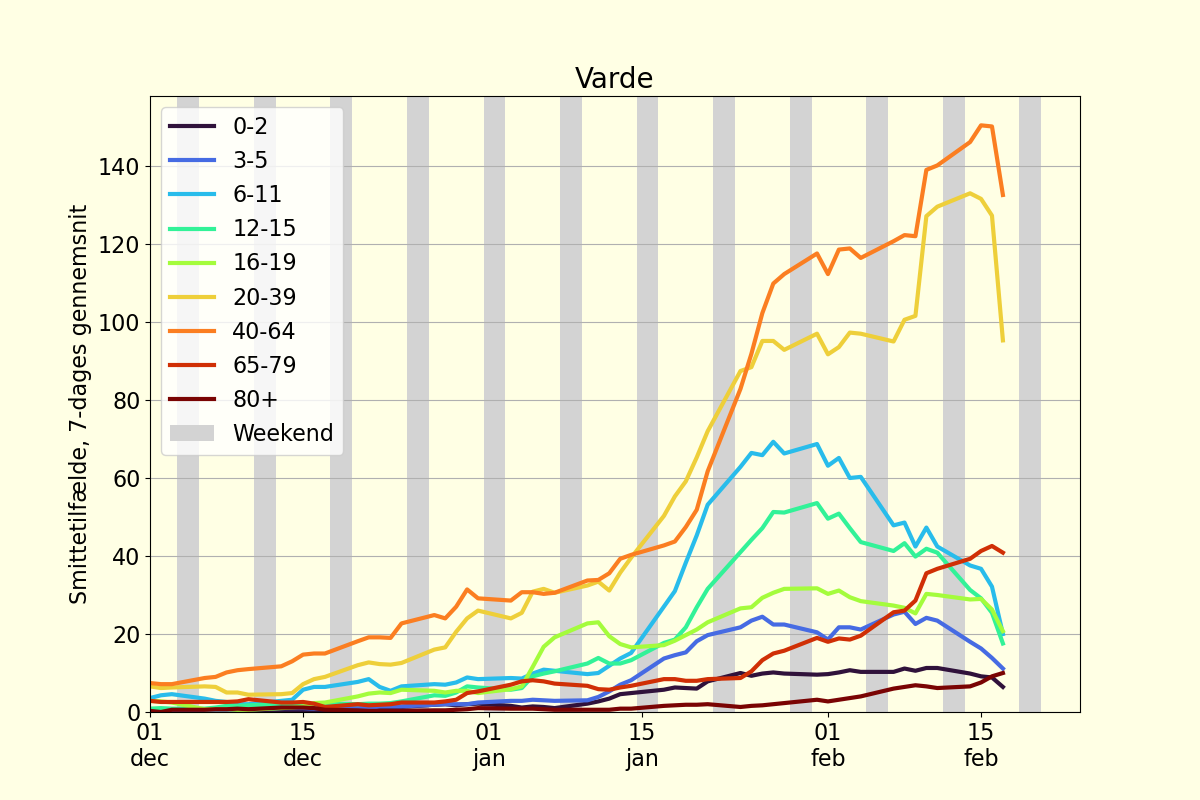 Varde
Smittetilfælde, 7-dages gennemsnit
0-2
3-5
6-11
12-15
16-19
20-39
40-64
65-79
80+
Weekend
140
120
100
80
60
40
20
0
01 dec
15 dec
01 jan
15 jan
01 feb
15 feb